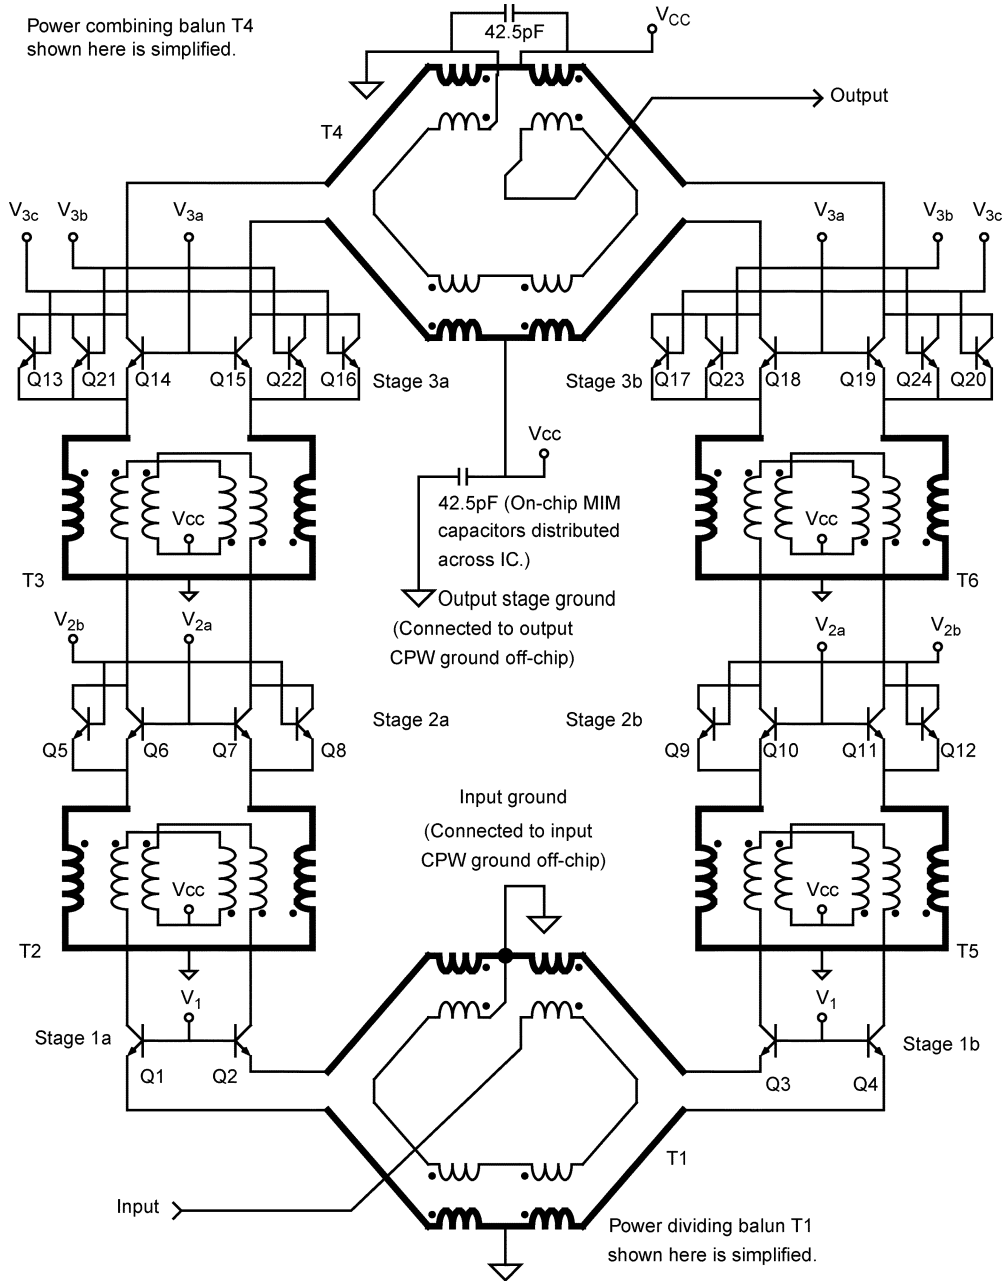 Power combining balun T4
shown here is simplified.
42.5pF
VCC
Output
T4
V3c
V3b
V3a
V3a
V3b
V3c
Q13
Q21
Q14
Q15
Q22
Q16
Stage 3a
Stage 3b
Q17
Q23
Q18
Q19
Q24
Q20
Vcc
Vcc
Vcc
42.5pF (On-chip MIM
capacitors distributed
across IC.)
T3
T6
Output stage ground
(Connected to output
CPW ground off-chip)
V2b
V2a
V2a
V2b
Q5
Q6
Q7
Q8
Stage 2a
Stage 2b
Q9
Q10
Q11
Q12
Input ground
(Connected to input
CPW ground off-chip)
Vcc
Vcc
T2
T5
V1
V1
Stage 1a
Stage 1b
Q1
Q2
Q3
Q4
T1
Input
Power dividing balun T1
shown here is simplified.